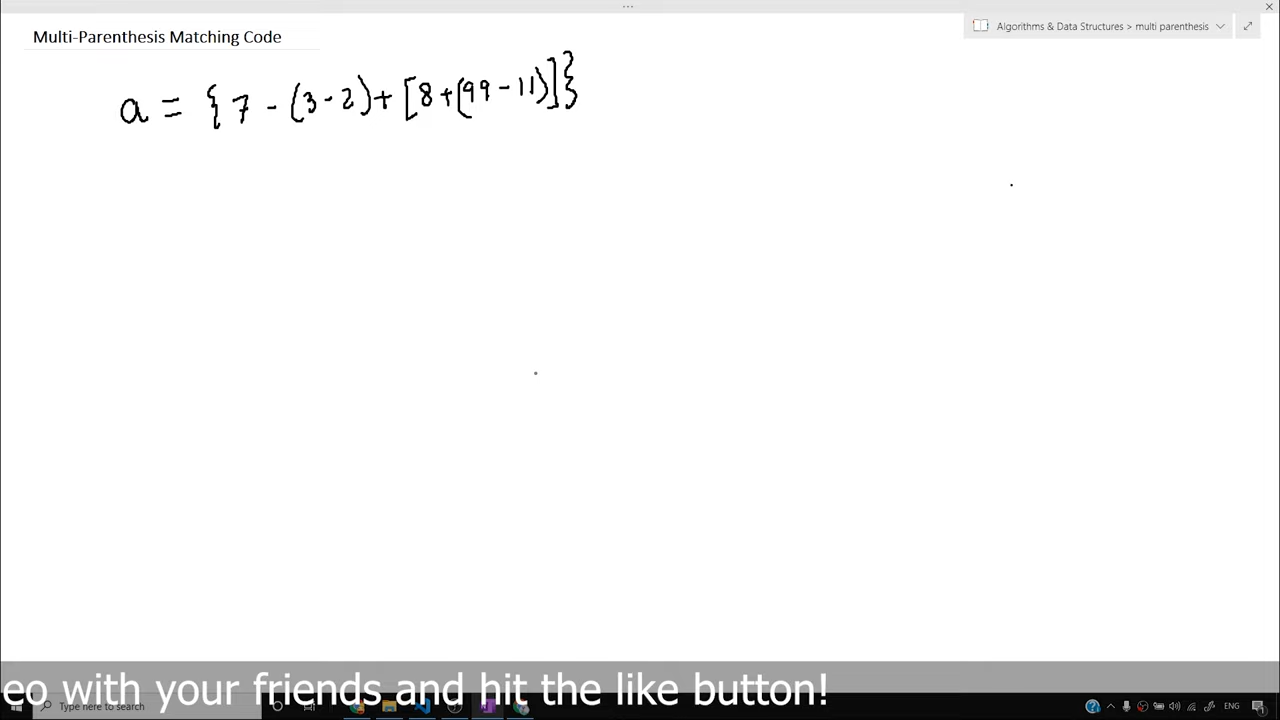 Multi-Parenthesis Matching Code
Algorithms & Data Structures > multi parenthesis
a = {7 - (3 - 2) + [8 + (99 - 11)]}
eo with your friends and hit the like button!
Type here to search
ENG